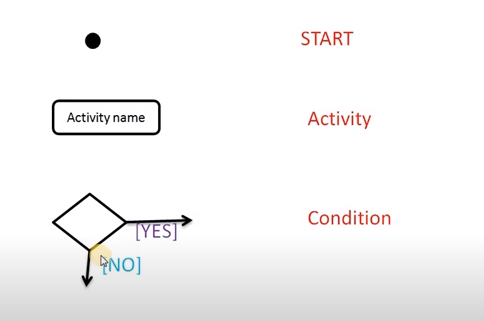 START
Activity name
Activity
Condition
[YES]
[NO]